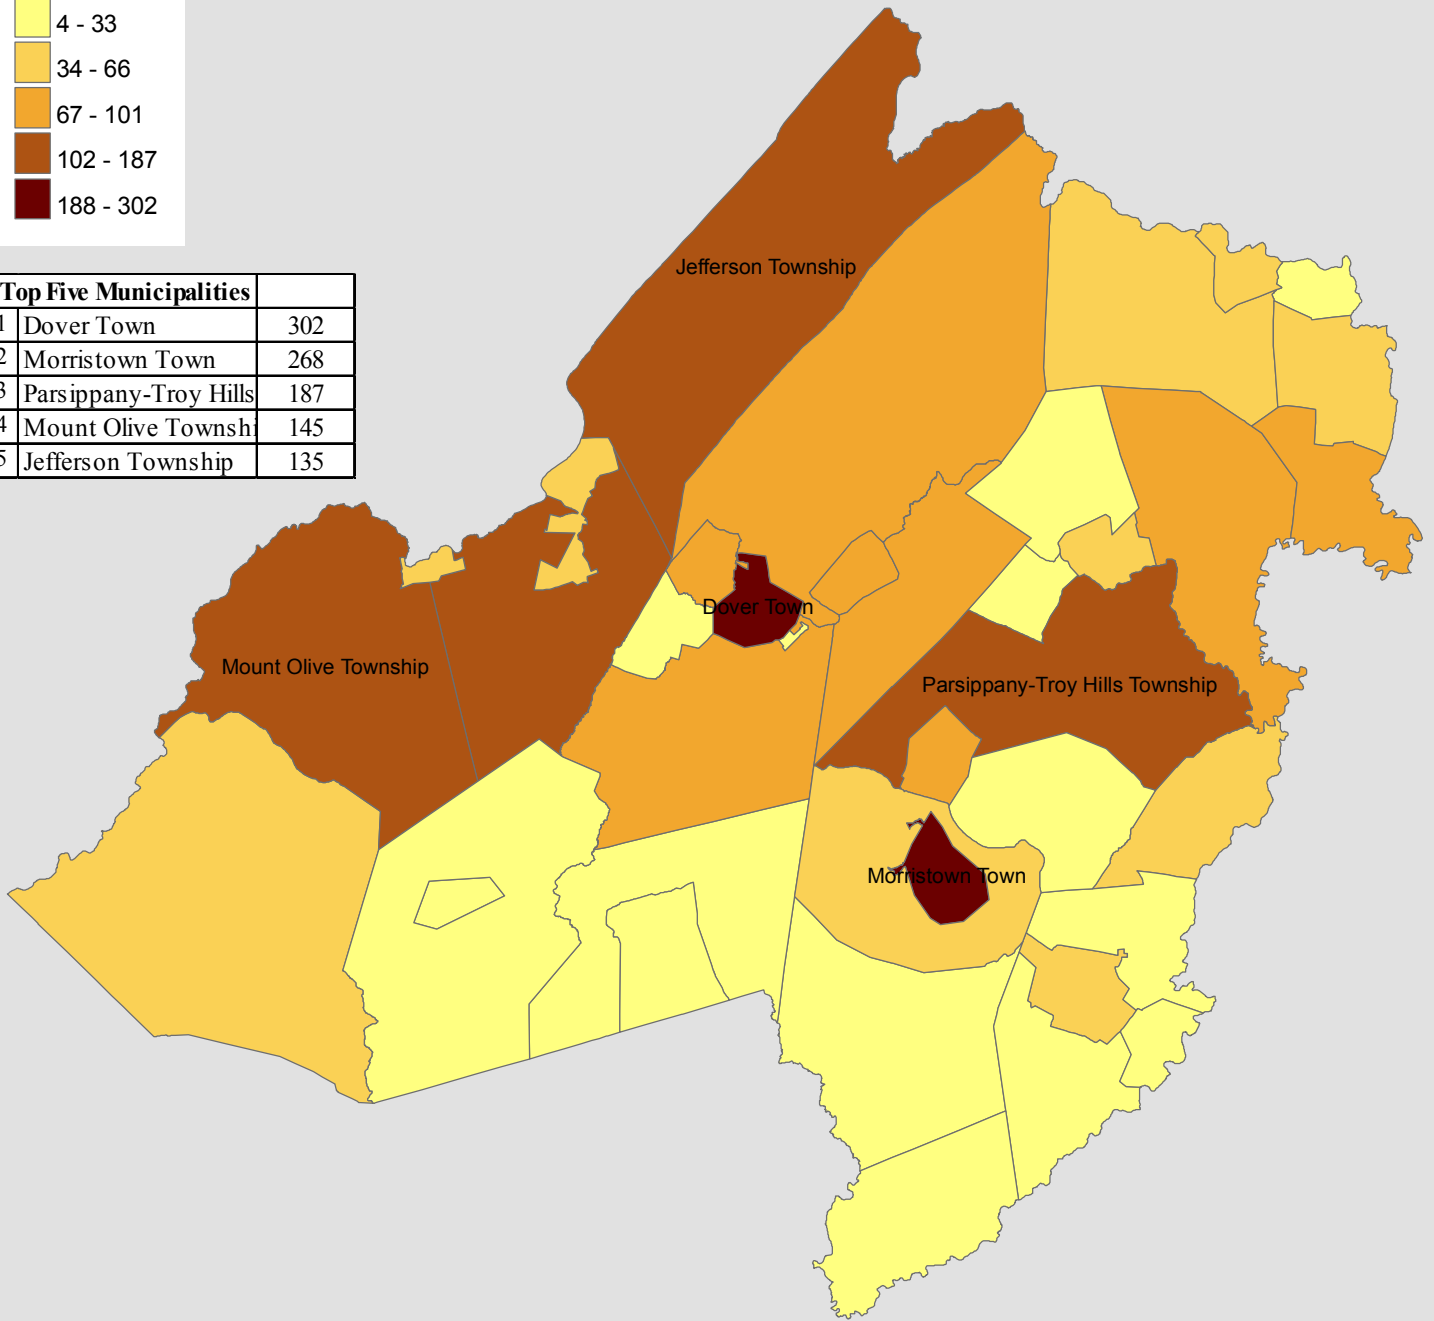 4 - 33
34 - 66
67 - 101
102 - 187
188 - 302
Top Five Municipalities
1 Dover Town 302
2 Morristown Town 268
3 Parsippany-Troy Hills 187
4 Mount Olive Townshi 145
5 Jefferson Township 135
Jefferson Township
Dover Town
Mount Olive Township
Parsippany-Troy Hills Township
Morristown Town